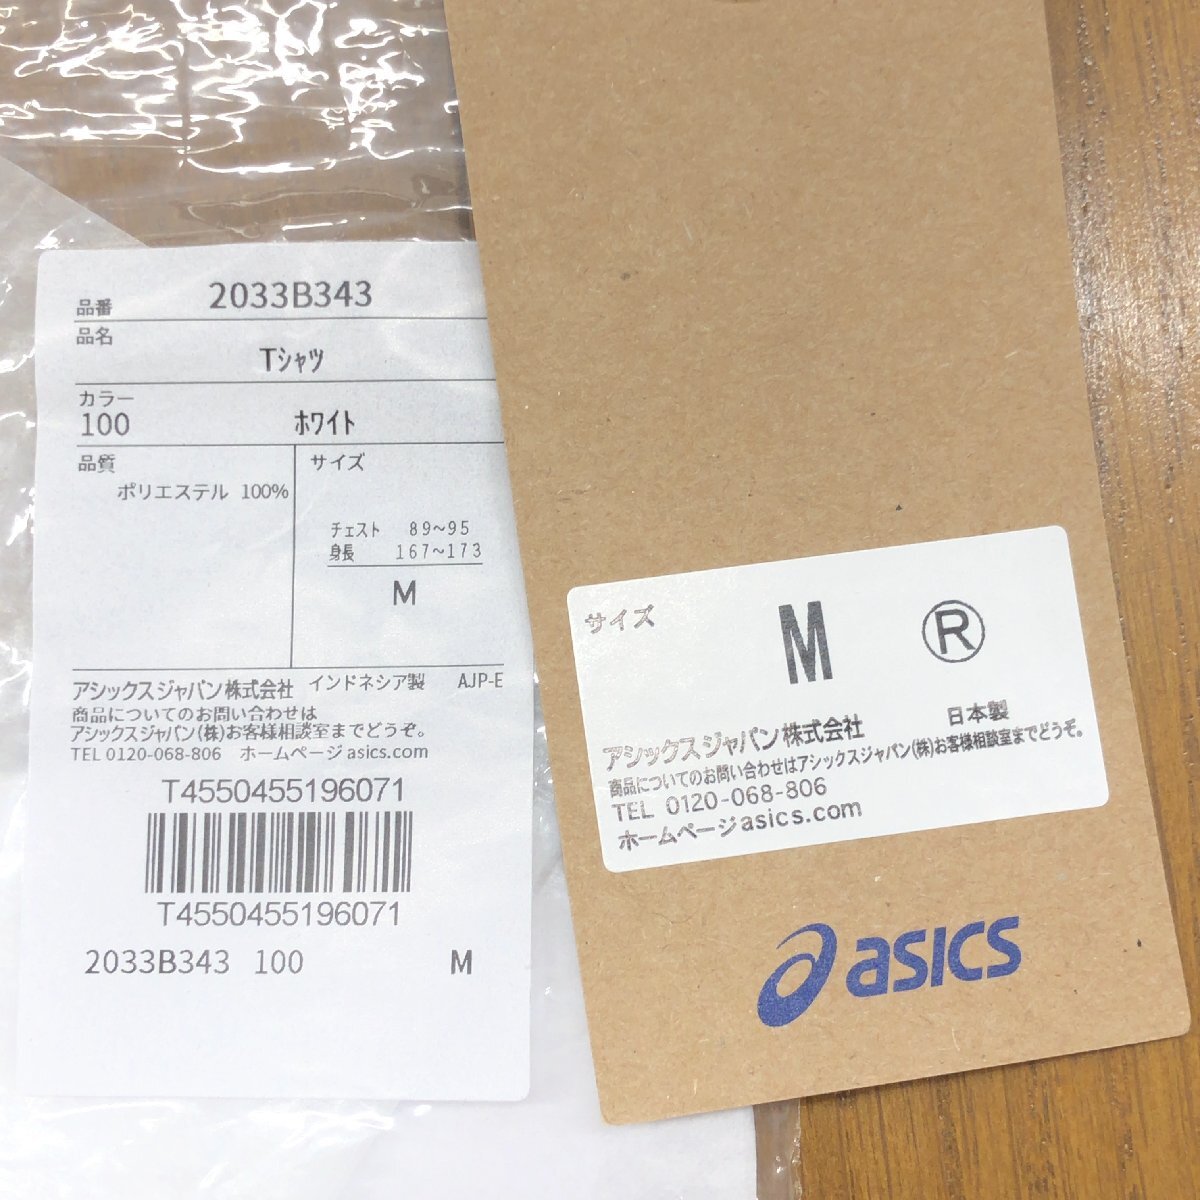 品番 2033B343
品名
Tシャツ
カラー
100 ホワイト
品質
ポリエステル 100%
サイズ
チェスト 89~95
身長 167~173
M
アシックスジャパン株式会社 インドネシア製 AJP-E
商品についてのお問い合わせは
アシックスジャパン(株)お客様相談室までどうぞ。
TEL 0120-068-806 ホームページasics.com
T4550455196071
T4550455196071
2033B343 100 M
サイズ M Ⓡ
アシックスジャパン株式会社 日本製
商品についてのお問い合わせはアシックスジャパン(株)お客様相談室までどうぞ。
TEL 0120-068-806
ホームページasics.com
asics